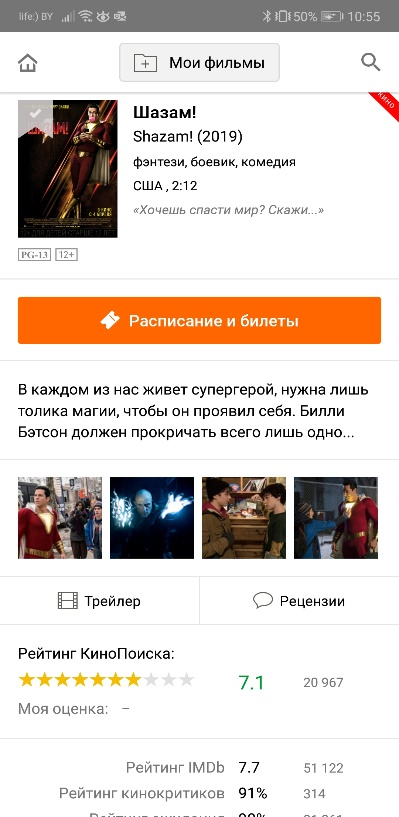 life:) BY 50% 10:55
Мои фильмы
КИНО
ШАЗАМ!
Шазам!
Shazam! (2019)
фэнтези, боевик, комедия
США , 2:12
«Хочешь спасти мир? Скажи...»
PG-13 12+
Расписание и билеты
В каждом из нас живет супергерой, нужна лишь
толика магии, чтобы он проявил себя. Билли
Бэтсон должен прокричать всего лишь одно...
Трейлер Рецензии
Рейтинг КиноПоиска:
7.1 20 967
Моя оценка: –
Рейтинг IMDb 7.7 51 122
Рейтинг кинокритиков 91% 314